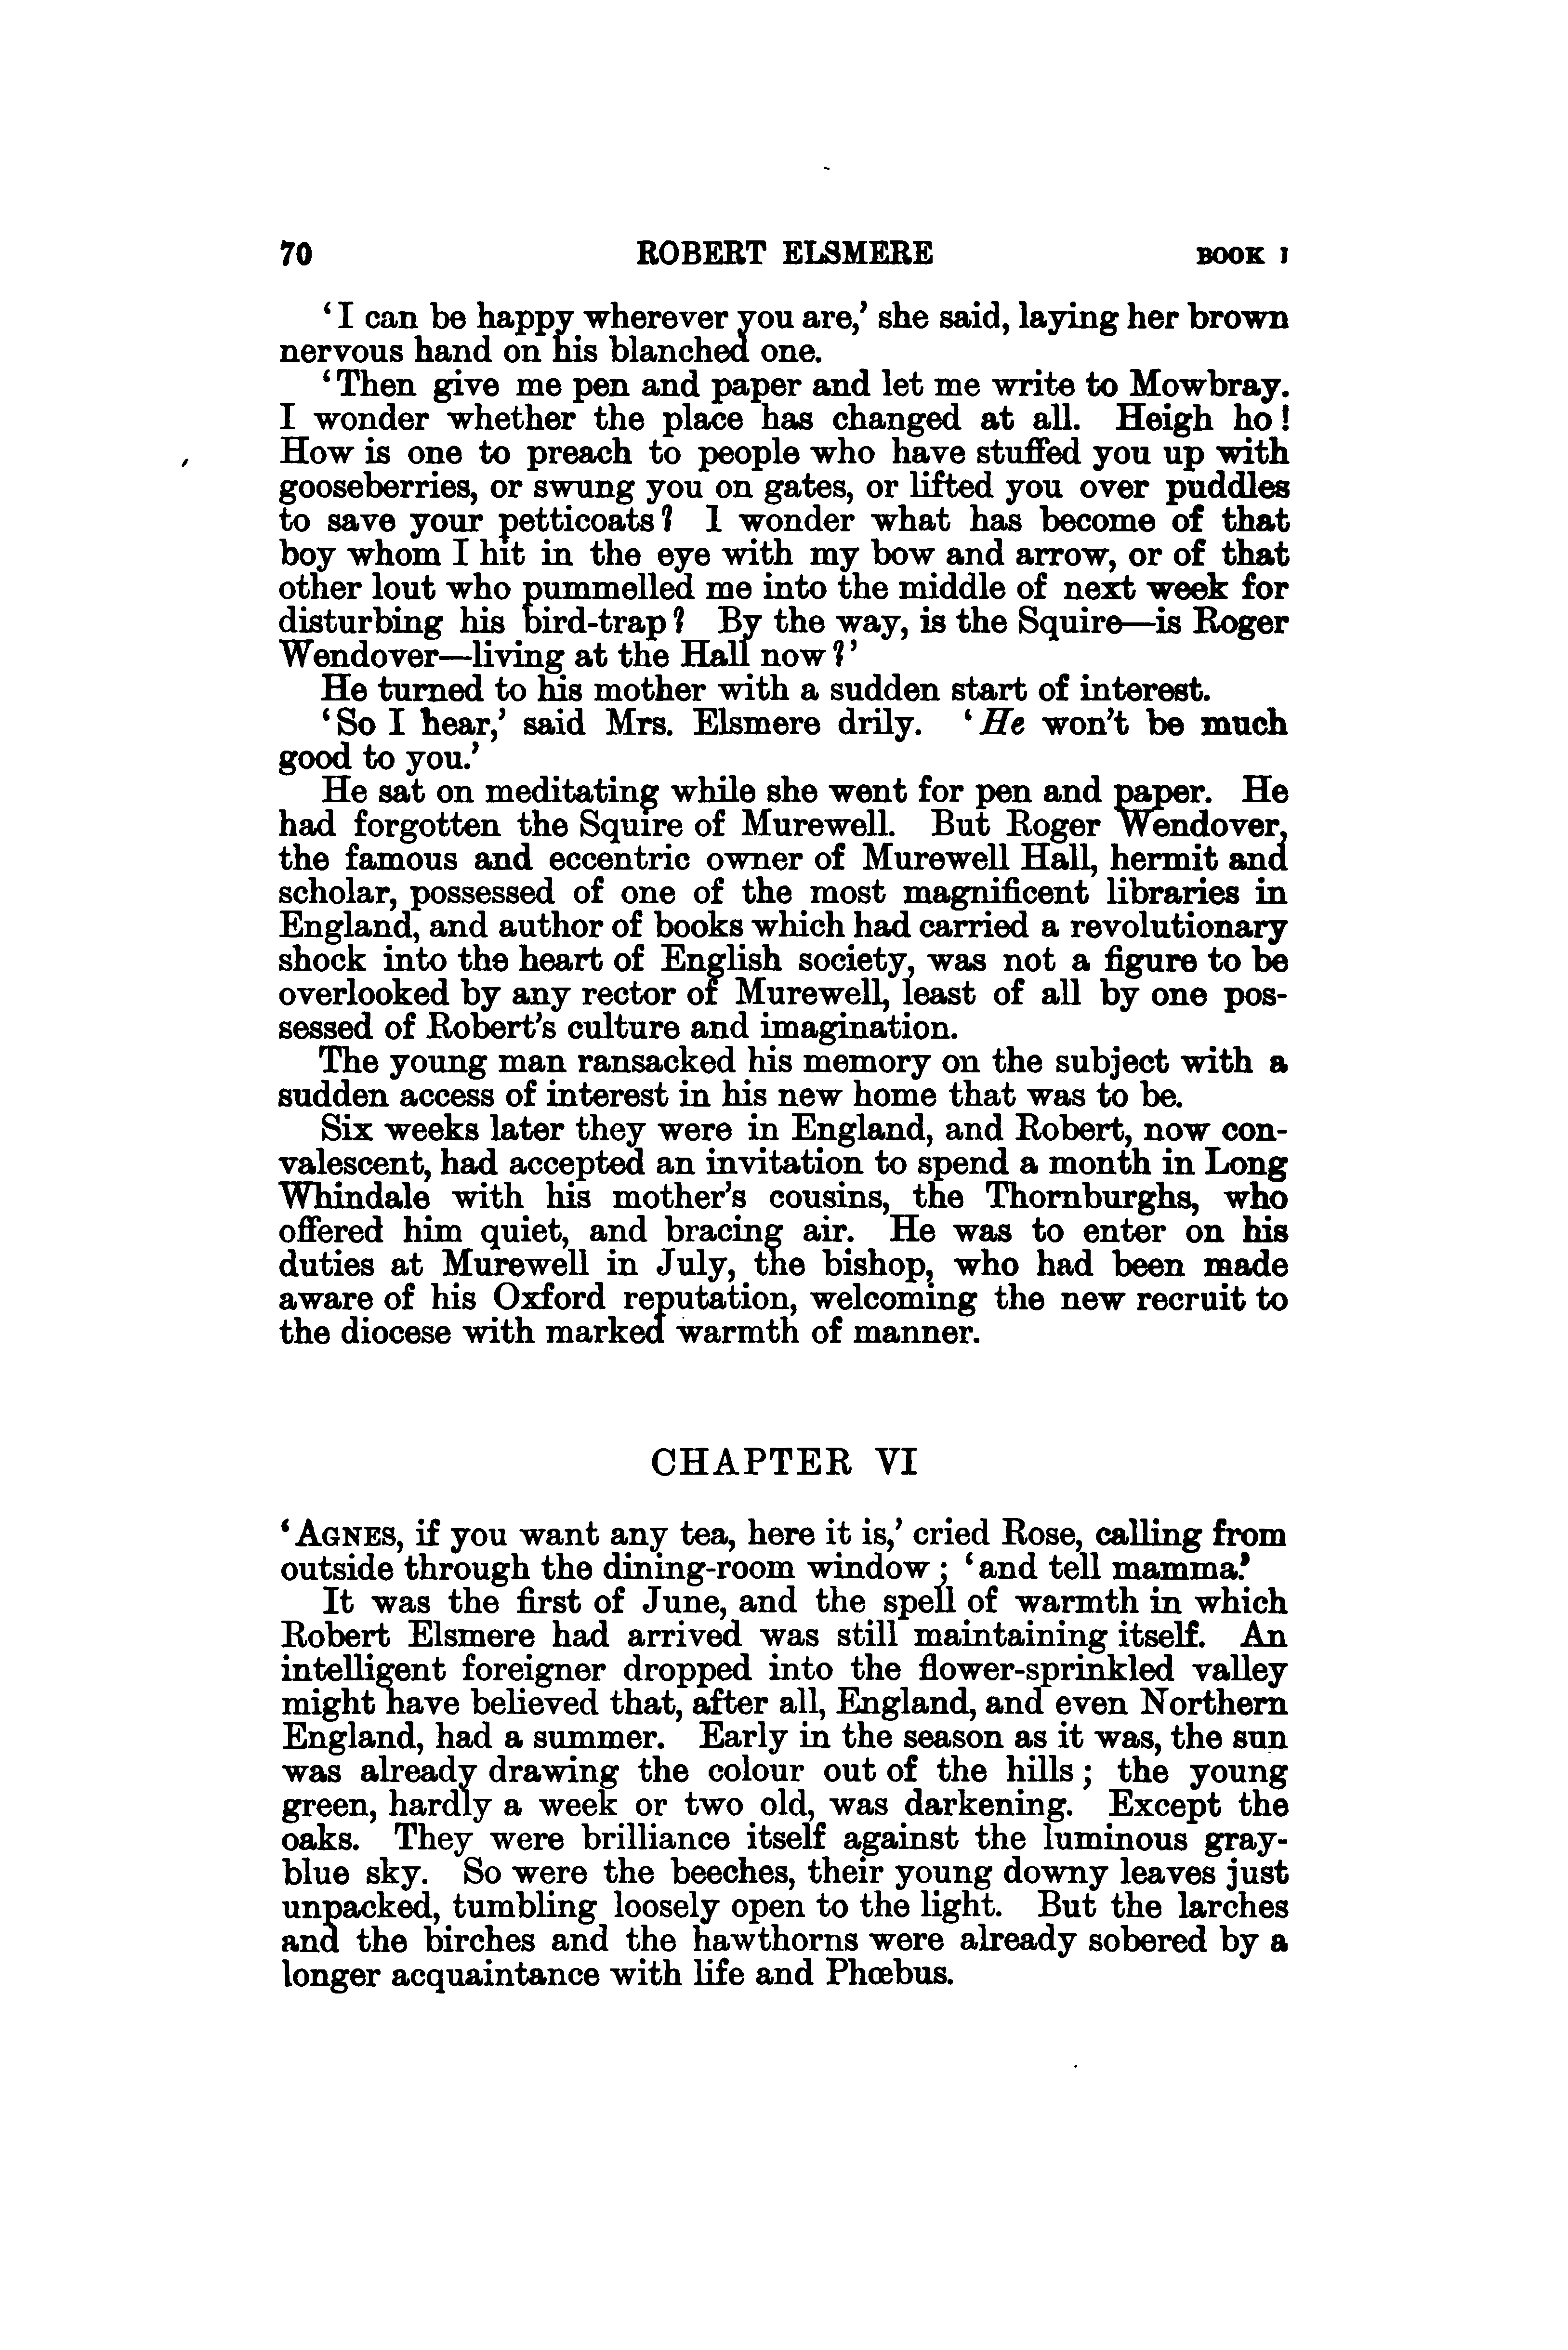 70 ROBERT ELSMERE BOOK I
‘I can be happy wherever you are,’ she said, laying her brown
nervous hand on his blanched one.
‘Then give me pen and paper and let me write to Mowbray.
I wonder whether the place has changed at all. Heigh ho!
How is one to preach to people who have stuffed you up with
gooseberries, or swung you on gates, or lifted you over puddles
to save your petticoats? I wonder what has become of that
boy whom I hit in the eye with my bow and arrow, or of that
other lout who pummelled me into the middle of next week for
disturbing his bird-trap? By the way, is the Squire—is Roger
Wendover—living at the Hall now?’
He turned to his mother with a sudden start of interest.
‘So I hear,’ said Mrs. Elsmere drily. ‘He won’t be much
good to you.’
He sat on meditating while she went for pen and paper. He
had forgotten the Squire of Murewell. But Roger Wendover,
the famous and eccentric owner of Murewell Hall, hermit and
scholar, possessed of one of the most magnificent libraries in
England, and author of books which had carried a revolutionary
shock into the heart of English society, was not a figure to be
overlooked by any rector of Murewell, least of all by one pos-
sessed of Robert’s culture and imagination.
The young man ransacked his memory on the subject with a
sudden access of interest in his new home that was to be.
Six weeks later they were in England, and Robert, now con-
valescent, had accepted an invitation to spend a month in Long
Whindale with his mother’s cousins, the Thornburghs, who
offered him quiet, and bracing air. He was to enter on his
duties at Murewell in July, the bishop, who had been made
aware of his Oxford reputation, welcoming the new recruit to
the diocese with marked warmth of manner.
CHAPTER VI
‘AGNES, if you want any tea, here it is,’ cried Rose, calling from
outside through the dining-room window; ‘and tell mamma.’
It was the first of June, and the spell of warmth in which
Robert Elsmere had arrived was still maintaining itself. An
intelligent foreigner dropped into the flower-sprinkled valley
might have believed that, after all, England, and even Northern
England, had a summer. Early in the season as it was, the sun
was already drawing the colour out of the hills; the young
green, hardly a week or two old, was darkening. Except the
oaks. They were brilliance itself against the luminous gray-
blue sky. So were the beeches, their young downy leaves just
unpacked, tumbling loosely open to the light. But the larches
and the birches and the hawthorns were already sobered by a
longer acquaintance with life and Phœbus.